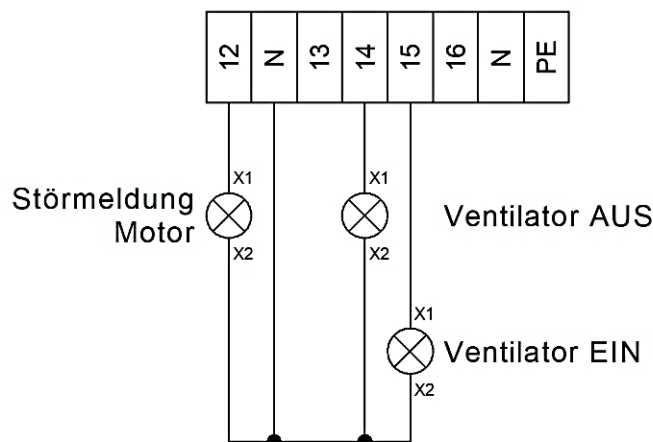 12 N 13 14 15 16 N PE
X1 X1
Störmeldung
Motor
Ventilator AUS
X2 X2
X1
Ventilator EIN
X2